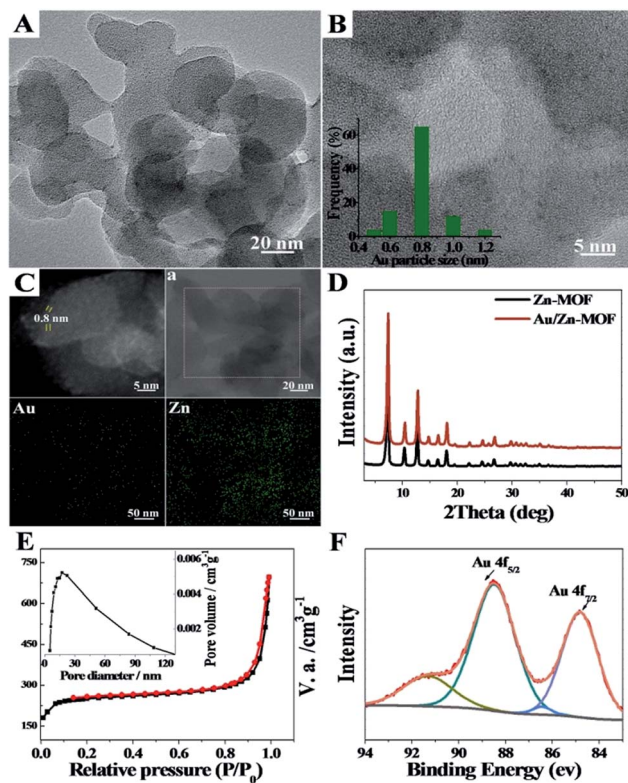 A
20 nm
B
Frequency (%)
60
40
20
0
0.4 0.6 0.8 1.0 1.2
Au particle size (nm)
5 nm
C
0.8 nm
5 nm
a
20 nm
Au
50 nm
Zn
50 nm
D
Zn-MOF
Au/Zn-MOF
Intensity (a.u.)
10 20 30 40 50
2Theta (deg)
E
750
600
450
300
150
0.006
0.004
0.002
Pore volume / cm³g⁻¹
0 30 60 90 120
Pore diameter / nm
V. a. /cm³g⁻¹
0.0 0.2 0.4 0.6 0.8 1.0
Relative pressure (P/P₀)
F
Au 4f₅/₂
Au 4f₇/₂
Intensity
94 92 90 88 86 84
Binding Energy (ev)